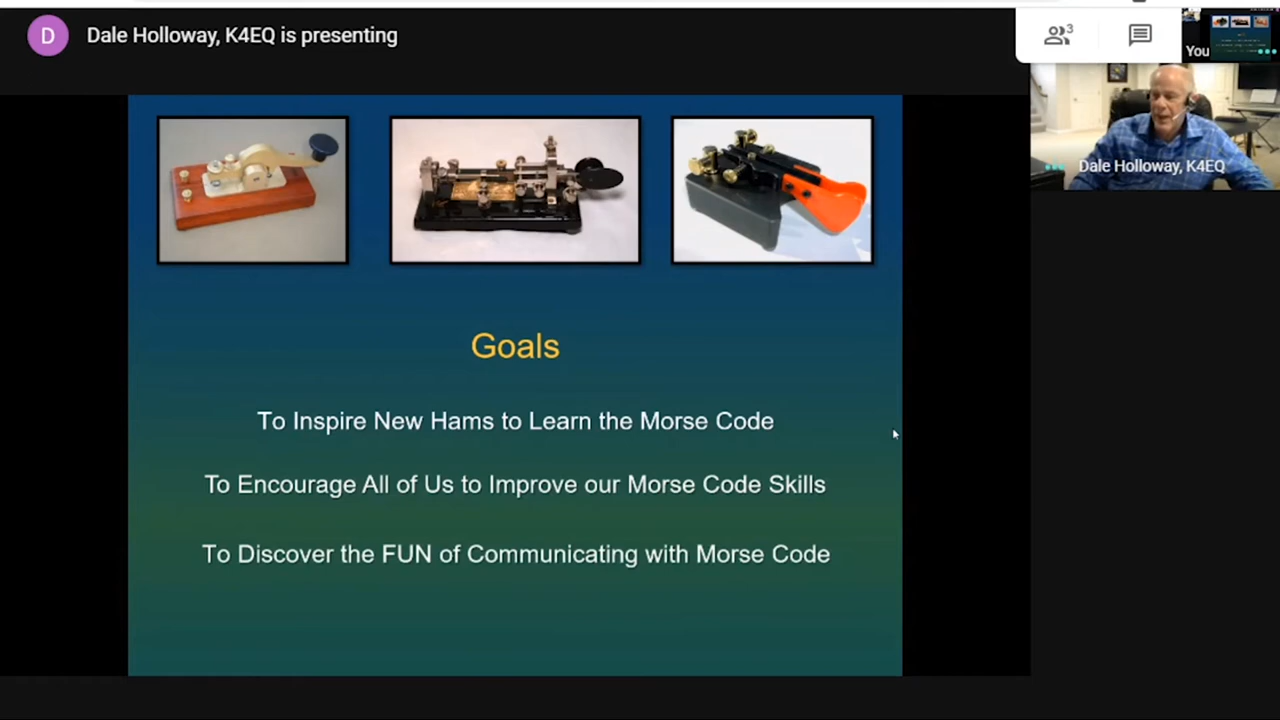 D
Dale Holloway, K4EQ is presenting
3
You
Dale Holloway, K4EQ
Goals
To Inspire New Hams to Learn the Morse Code
To Encourage All of Us to Improve our Morse Code Skills
To Discover the FUN of Communicating with Morse Code